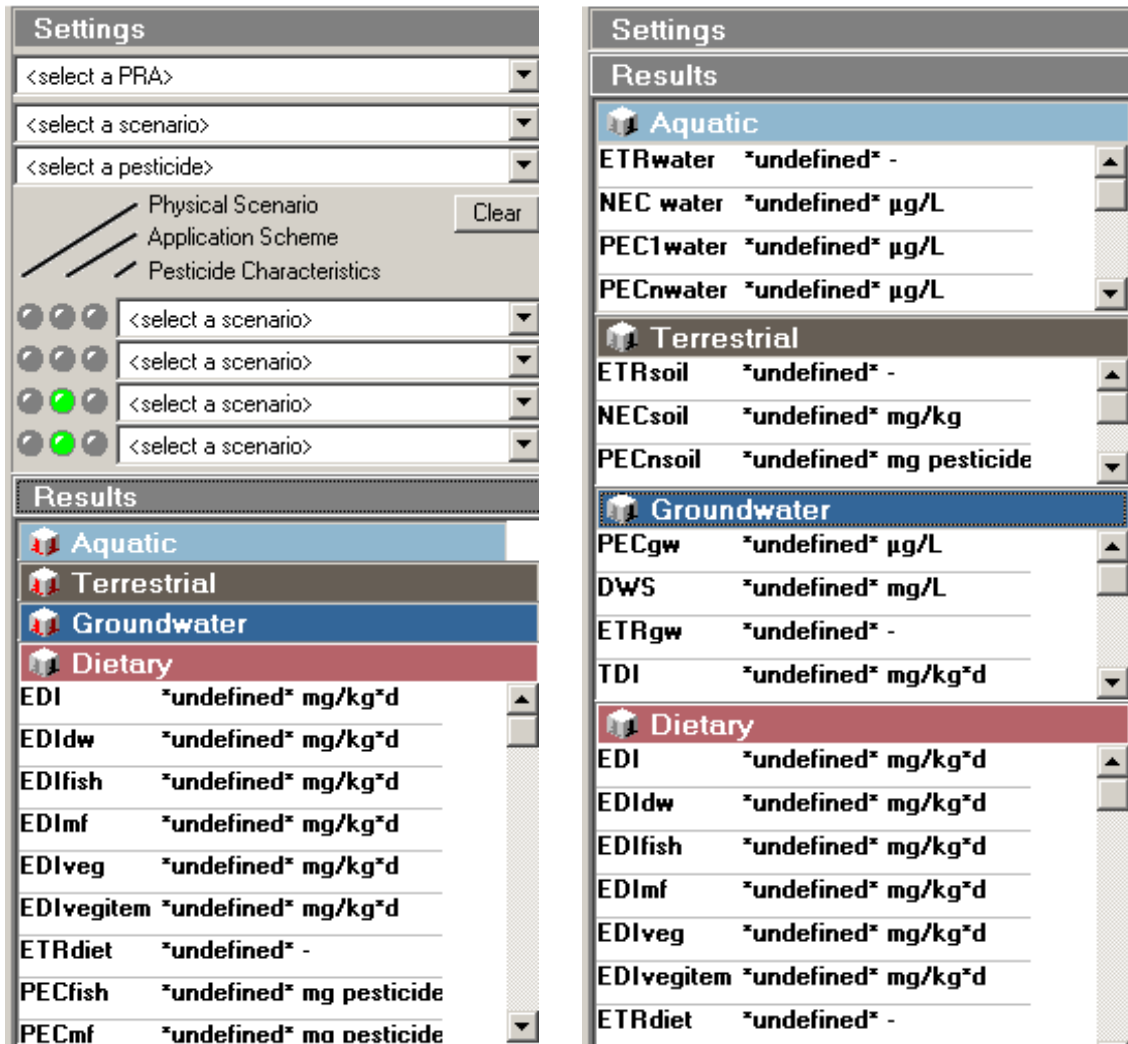 Settings
<select a PRA>
<select a scenario>
<select a pesticide>
Physical Scenario
Clear
Application Scheme
Pesticide Characteristics
<select a scenario>
<select a scenario>
<select a scenario>
<select a scenario>
Results
Aquatic
Terrestrial
Groundwater
Dietary
EDI *undefined* mg/kg*d
EDIdw *undefined* mg/kg*d
EDIfish *undefined* mg/kg*d
EDImf *undefined* mg/kg*d
EDIveg *undefined* mg/kg*d
EDIvegitem *undefined* mg/kg*d
ETRdiet *undefined* -
PECfish *undefined* mg pesticide
PECmf *undefined* mg pesticide
Settings
Results
Aquatic
ETRwater *undefined* -
NEC water *undefined* µg/L
PEC1water *undefined* µg/L
PECnwater *undefined* µg/L
Terrestrial
ETRsoil *undefined* -
NECsoil *undefined* mg/kg
PECnsoil *undefined* mg pesticide
Groundwater
PECgw *undefined* µg/L
DWS *undefined* mg/L
ETRgw *undefined* -
TDI *undefined* mg/kg*d
Dietary
EDI *undefined* mg/kg*d
EDIdw *undefined* mg/kg*d
EDIfish *undefined* mg/kg*d
EDImf *undefined* mg/kg*d
EDIveg *undefined* mg/kg*d
EDIvegitem *undefined* mg/kg*d
ETRdiet *undefined* -